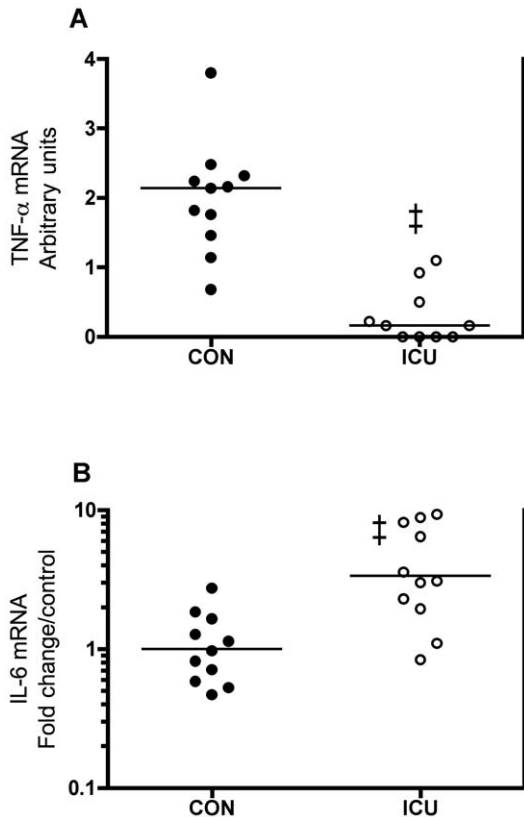 A
TNF-α mRNA
Arbitrary units
4
3
2
1
0
‡
CON
ICU
B
IL-6 mRNA
Fold change/control
10
1
0.1
‡
CON
ICU